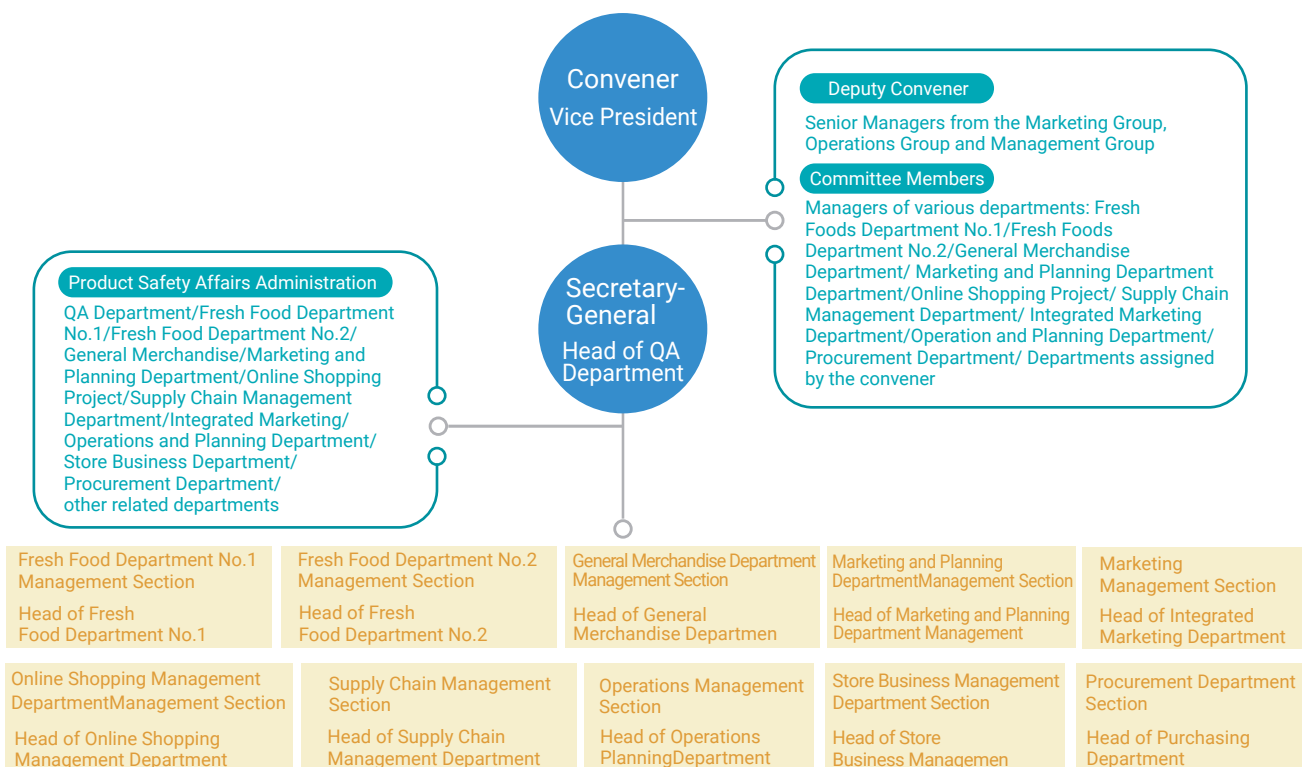 Convener
Vice President
Deputy Convener
Senior Managers from the Marketing Group,
Operations Group and Management Group
Committee Members
Managers of various departments: Fresh
Foods Department No.1/Fresh Foods
Department No.2/General Merchandise
Department/ Marketing and Planning Department
Department/Online Shopping Project/ Supply Chain
Management Department/ Integrated Marketing
Department/Operation and Planning Department/
Procurement Department/ Departments assigned
by the convener
Secretary-
General
Head of QA
Department
Product Safety Affairs Administration
QA Department/Fresh Food Department
No.1/Fresh Food Department No.2/
General Merchandise/Marketing and
Planning Department/Online Shopping
Project/Supply Chain Management
Department/Integrated Marketing/
Operations and Planning Department/
Store Business Department/
Procurement Department/
other related departments
Fresh Food Department No.1
Management Section
Head of Fresh
Food Department No.1
Fresh Food Department No.2
Management Section
Head of Fresh
Food Department No.2
General Merchandise Department
Management Section
Head of General
Merchandise Departmen
Marketing and Planning
DepartmentManagement Section
Head of Marketing and Planning
Department Management
Marketing
Management Section
Head of Integrated
Marketing Department
Online Shopping Management
DepartmentManagement Section
Head of Online Shopping
Management Department
Supply Chain Management
Section
Head of Supply Chain
Management Department
Operations Management
Section
Head of Operations
PlanningDepartment
Store Business Management
Department Section
Head of Store
Business Managemen
Procurement Department
Section
Head of Purchasing
Department